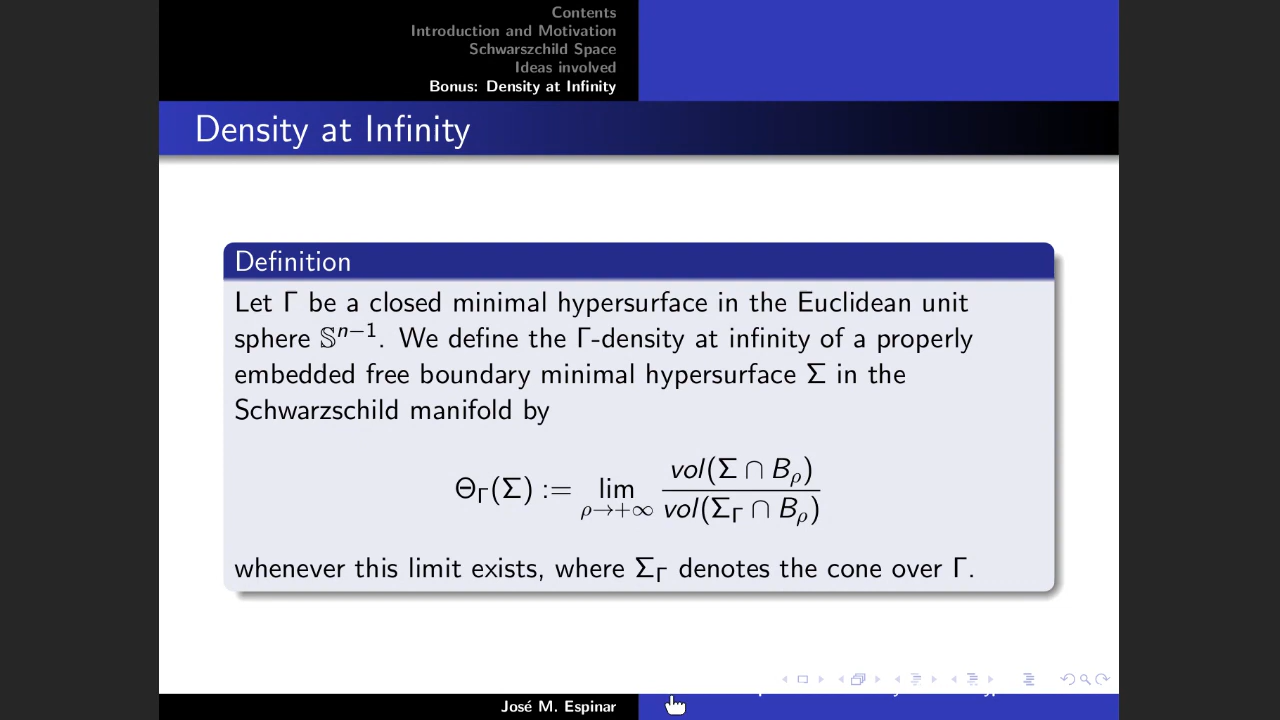 Contents
Introduction and Motivation
Schwarszchild Space
Ideas involved
Bonus: Density at Infinity
Density at Infinity
Definition
Let Γ be a closed minimal hypersurface in the Euclidean unit
sphere 𝕊ⁿ⁻¹. We define the Γ-density at infinity of a properly
embedded free boundary minimal hypersurface Σ in the
Schwarzschild manifold by
Θ_Γ(Σ) := lim_{ρ→+∞} vol(Σ ∩ B_ρ) / vol(Σ_Γ ∩ B_ρ)
whenever this limit exists, where Σ_Γ denotes the cone over Γ.
José M. Espinar